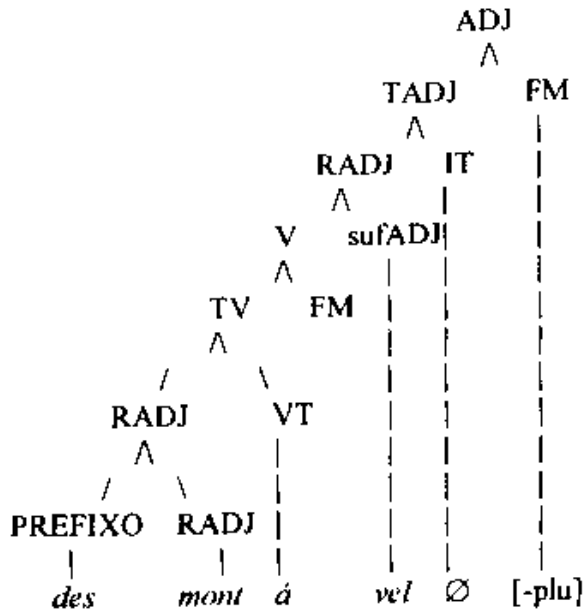 ADJ
TADJ FM
RADJ IT
V sufADJ
TV FM
RADJ VT
PREFIXO RADJ
des mont á vel ∅ [-plu]